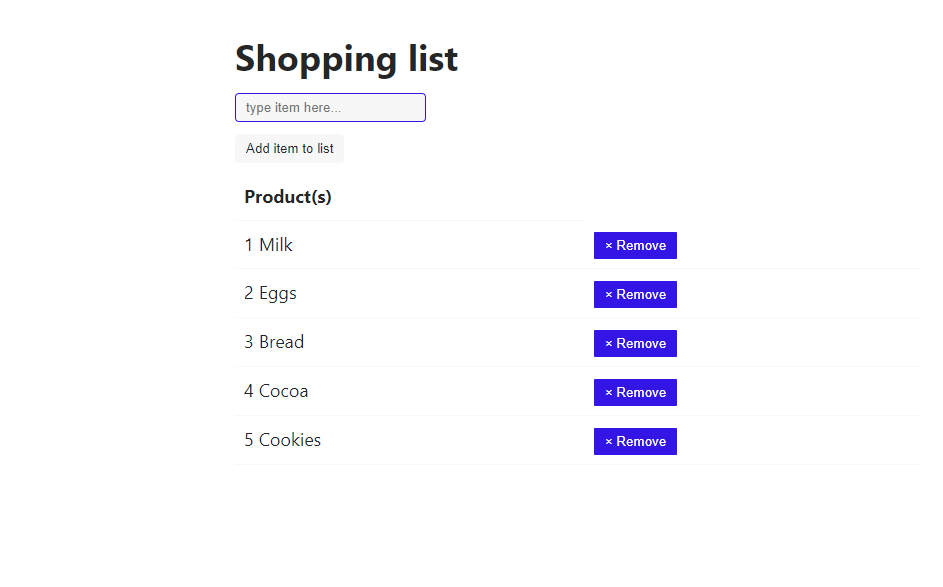 Shopping list
type item here...
Add item to list
Product(s)
1 Milk × Remove
2 Eggs × Remove
3 Bread × Remove
4 Cocoa × Remove
5 Cookies × Remove